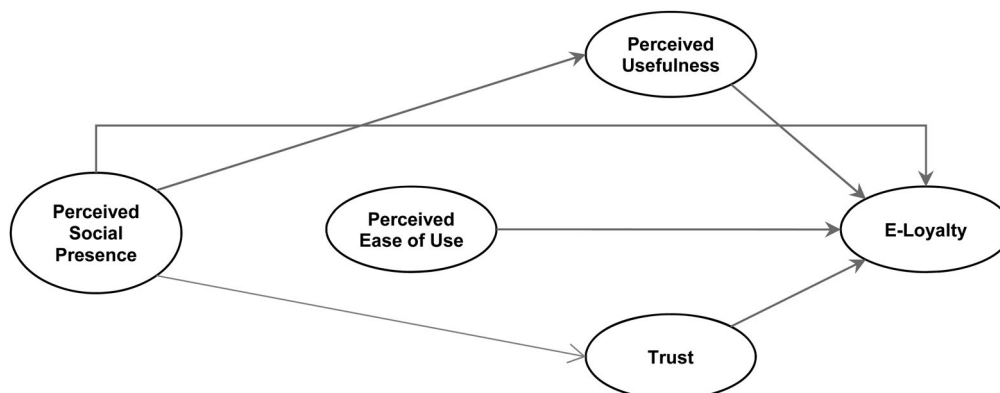 Perceived
Usefulness
Perceived
Social
Presence
Perceived
Ease of Use
E-Loyalty
Trust